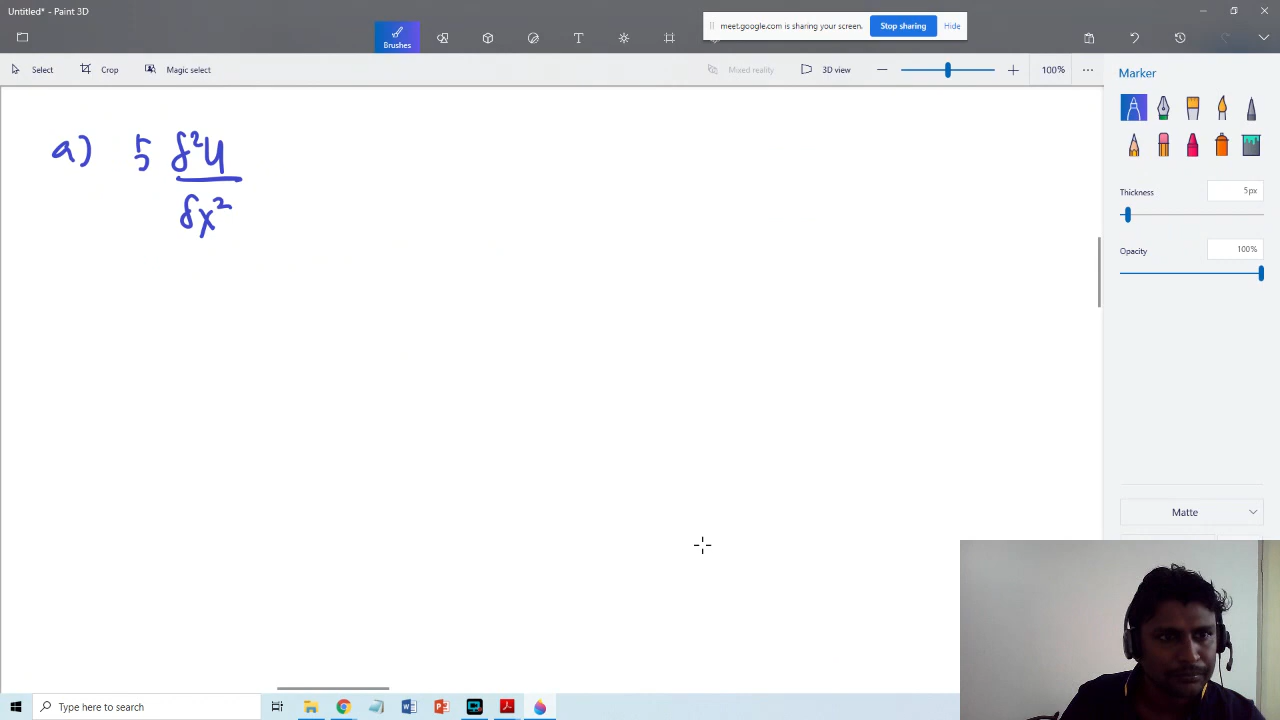 Untitled* - Paint 3D
meet.google.com is sharing your screen. Stop sharing Hide
Brushes
Select Crop Magic select Mixed reality 3D view 100% Marker
a) 5 δ²u
δx²
Thickness 5px
Opacity 100%
Matte
Type here to search